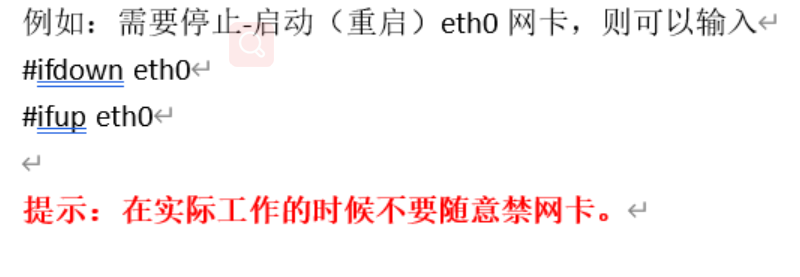 例如：需要停止-启动（重启）eth0 网卡，则可以输入↵
#ifdown eth0↵
#ifup eth0↵
↵
提示：在实际工作的时候不要随意禁网卡。↵